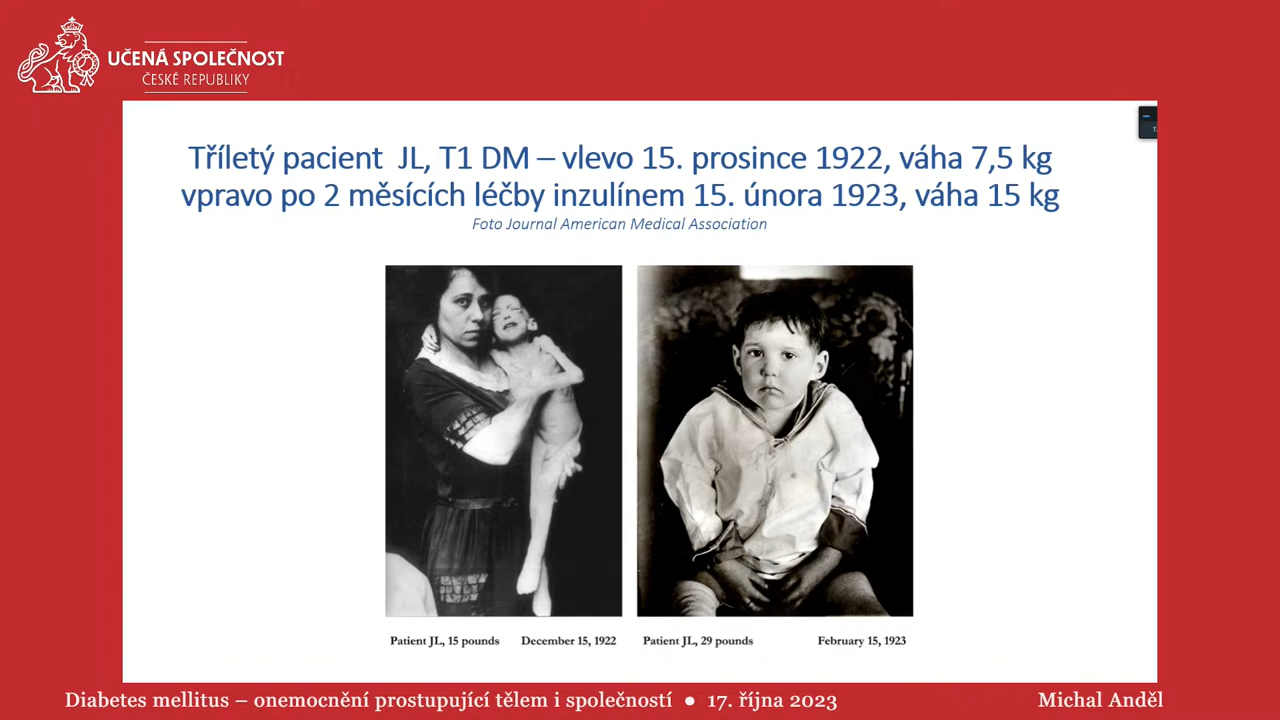 UČENÁ SPOLEČNOST
ČESKÉ REPUBLIKY
Tříletý pacient JL, T1 DM – vlevo 15. prosince 1922, váha 7,5 kg
vpravo po 2 měsících léčby inzulínem 15. února 1923, váha 15 kg
Foto Journal American Medical Association
Patient JL, 15 pounds December 15, 1922
Patient JL, 29 pounds February 15, 1923
Diabetes mellitus – onemocnění prostupující tělem i společností ● 17. října 2023
Michal Anděl